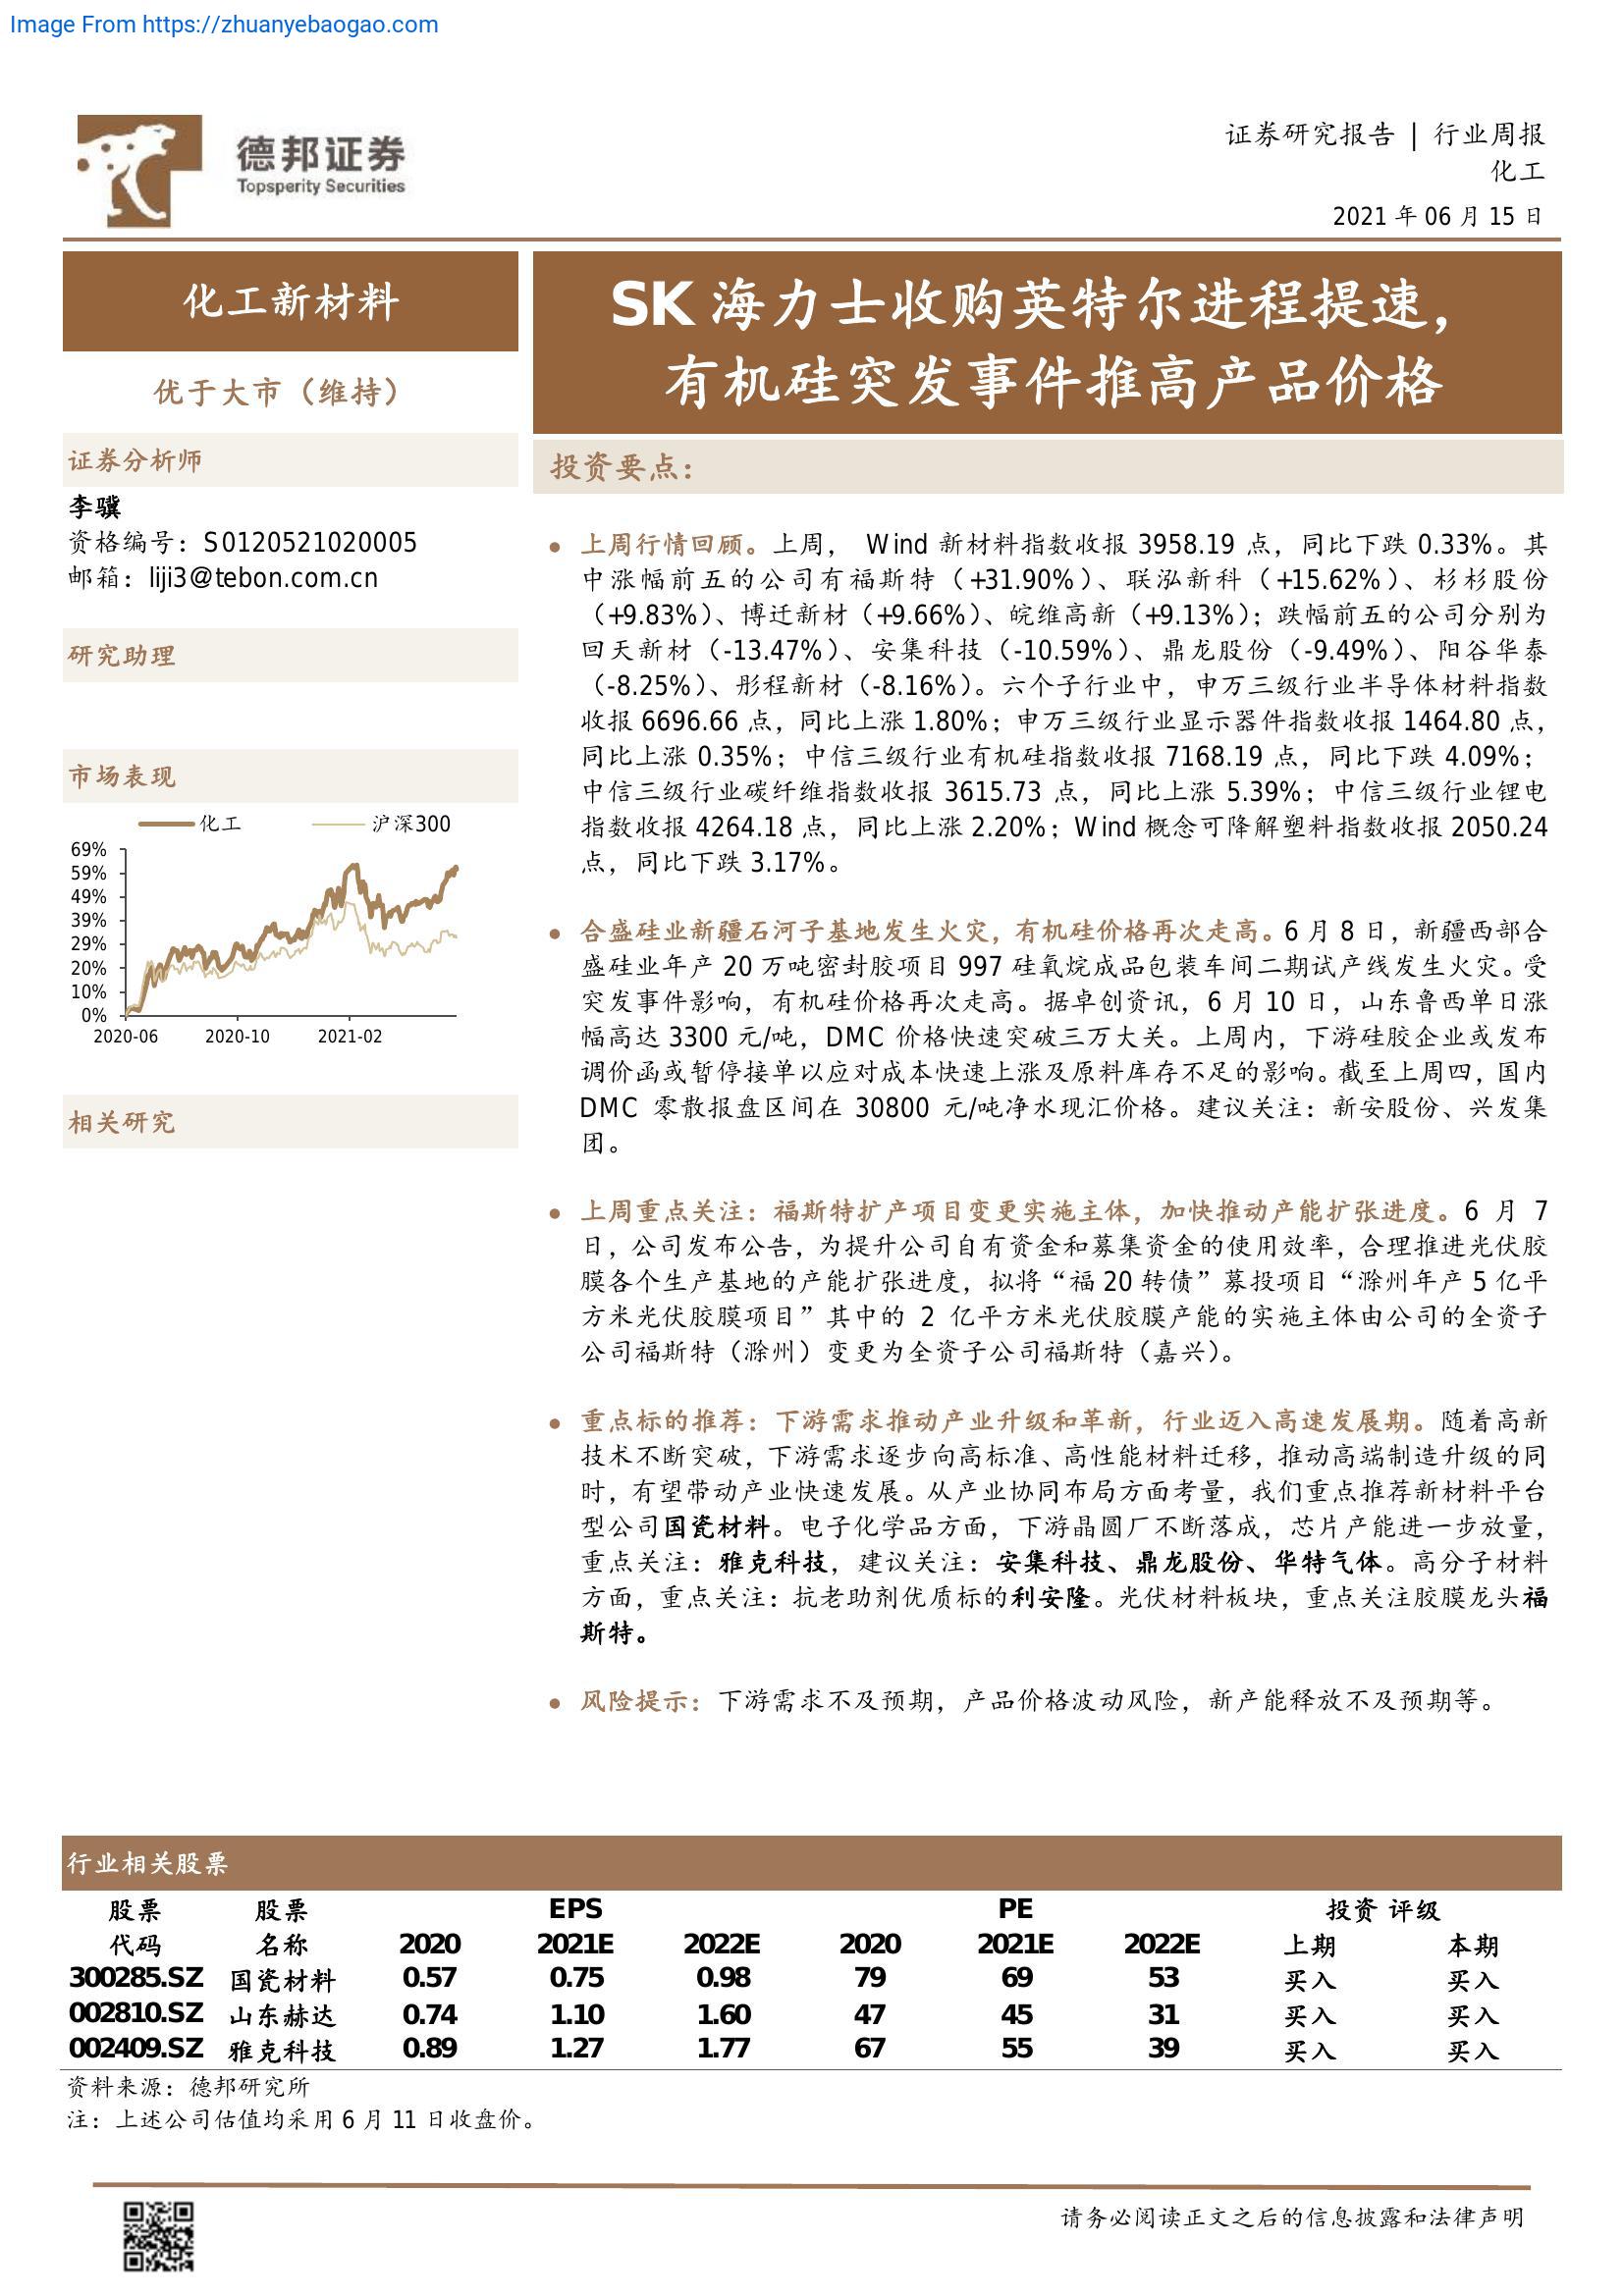 Image From https://zhuanyebaogao.com
德邦证券
Topsperity Securities
证券研究报告 | 行业周报
化工
2021 年 06 月 15 日
化工新材料
优于大市（维持）
证券分析师
李骥
资格编号：S0120521020005
邮箱：liji3@tebon.com.cn
研究助理
市场表现
化工 沪深300
69%
59%
49%
39%
29%
20%
10%
0%
2020-06 2020-10 2021-02
相关研究
SK 海力士收购英特尔进程提速，
有机硅突发事件推高产品价格
投资要点：
● 上周行情回顾。上周， Wind 新材料指数收报 3958.19 点，同比下跌 0.33%。其
中涨幅前五的公司有福斯特（+31.90%）、联泓新科（+15.62%）、杉杉股份
（+9.83%）、博迁新材（+9.66%）、皖维高新（+9.13%）；跌幅前五的公司分别为
回天新材（-13.47%）、安集科技（-10.59%）、鼎龙股份（-9.49%）、阳谷华泰
（-8.25%）、彤程新材（-8.16%）。六个子行业中，申万三级行业半导体材料指数
收报 6696.66 点，同比上涨 1.80%；申万三级行业显示器件指数收报 1464.80 点，
同比上涨 0.35%；中信三级行业有机硅指数收报 7168.19 点，同比下跌 4.09%；
中信三级行业碳纤维指数收报 3615.73 点，同比上涨 5.39%；中信三级行业锂电
指数收报 4264.18 点，同比上涨 2.20%；Wind 概念可降解塑料指数收报 2050.24
点，同比下跌 3.17%。
● 合盛硅业新疆石河子基地发生火灾，有机硅价格再次走高。6 月 8 日，新疆西部合
盛硅业年产 20 万吨密封胶项目 997 硅氧烷成品包装车间二期试产线发生火灾。受
突发事件影响，有机硅价格再次走高。据卓创资讯，6 月 10 日，山东鲁西单日涨
幅高达 3300 元/吨，DMC 价格快速突破三万大关。上周内，下游硅胶企业或发布
调价函或暂停接单以应对成本快速上涨及原料库存不足的影响。截至上周四，国内
DMC 零散报盘区间在 30800 元/吨净水现汇价格。建议关注：新安股份、兴发集
团。
● 上周重点关注：福斯特扩产项目变更实施主体，加快推动产能扩张进度。6 月 7
日，公司发布公告，为提升公司自有资金和募集资金的使用效率，合理推进光伏胶
膜各个生产基地的产能扩张进度，拟将“福 20 转债”募投项目“滁州年产 5 亿平
方米光伏胶膜项目”其中的 2 亿平方米光伏胶膜产能的实施主体由公司的全资子
公司福斯特（滁州）变更为全资子公司福斯特（嘉兴）。
● 重点标的推荐：下游需求推动产业升级和革新，行业迈入高速发展期。随着高新
技术不断突破，下游需求逐步向高标准、高性能材料迁移，推动高端制造升级的同
时，有望带动产业快速发展。从产业协同布局方面考量，我们重点推荐新材料平台
型公司国瓷材料。电子化学品方面，下游晶圆厂不断落成，芯片产能进一步放量，
重点关注：雅克科技，建议关注：安集科技、鼎龙股份、华特气体。高分子材料
方面，重点关注：抗老助剂优质标的利安隆。光伏材料板块，重点关注胶膜龙头福
斯特。
● 风险提示：下游需求不及预期，产品价格波动风险，新产能释放不及预期等。
行业相关股票
股票 股票 EPS PE 投资 评级
代码 名称 2020 2021E 2022E 2020 2021E 2022E 上期 本期
300285.SZ 国瓷材料 0.57 0.75 0.98 79 69 53 买入 买入
002810.SZ 山东赫达 0.74 1.10 1.60 47 45 31 买入 买入
002409.SZ 雅克科技 0.89 1.27 1.77 67 55 39 买入 买入
资料来源：德邦研究所
注：上述公司估值均采用 6 月 11 日收盘价。
请务必阅读正文之后的信息披露和法律声明